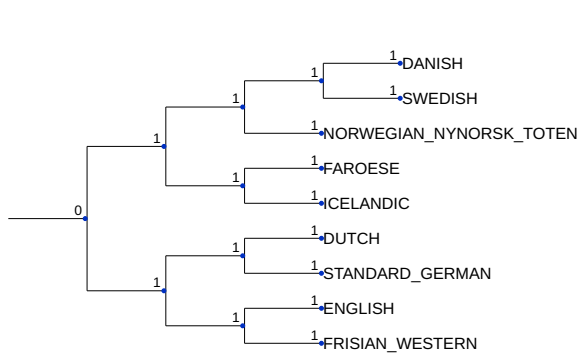 1 DANISH
1
1 SWEDISH
1
1 NORWEGIAN_NYNORSK_TOTEN
1
1 FAROESE
1
1 ICELANDIC
0
1 DUTCH
1
1 STANDARD_GERMAN
1
1 ENGLISH
1
1 FRISIAN_WESTERN